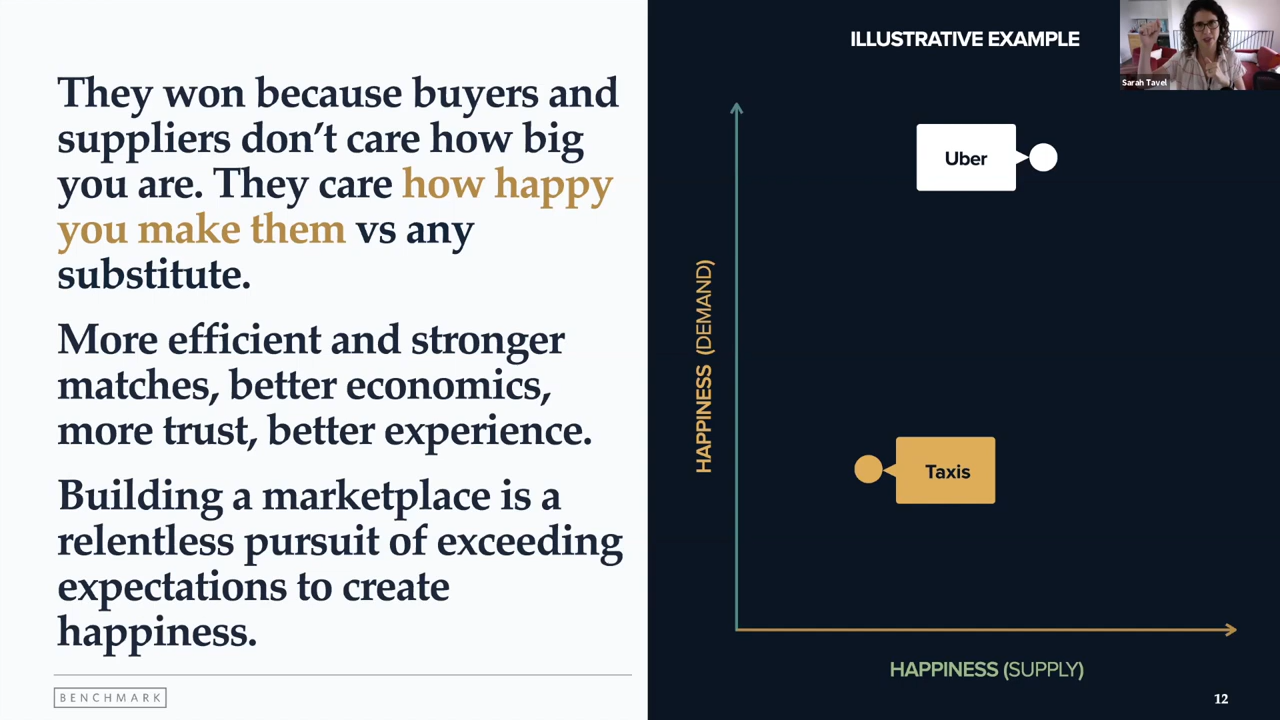 They won because buyers and
suppliers don’t care how big
you are. They care how happy
you make them vs any
substitute.
More efficient and stronger
matches, better economics,
more trust, better experience.
Building a marketplace is a
relentless pursuit of exceeding
expectations to create
happiness.
BENCHMARK
ILLUSTRATIVE EXAMPLE
Sarah Tavel
Uber
HAPPINESS (DEMAND)
Taxis
HAPPINESS (SUPPLY)
12